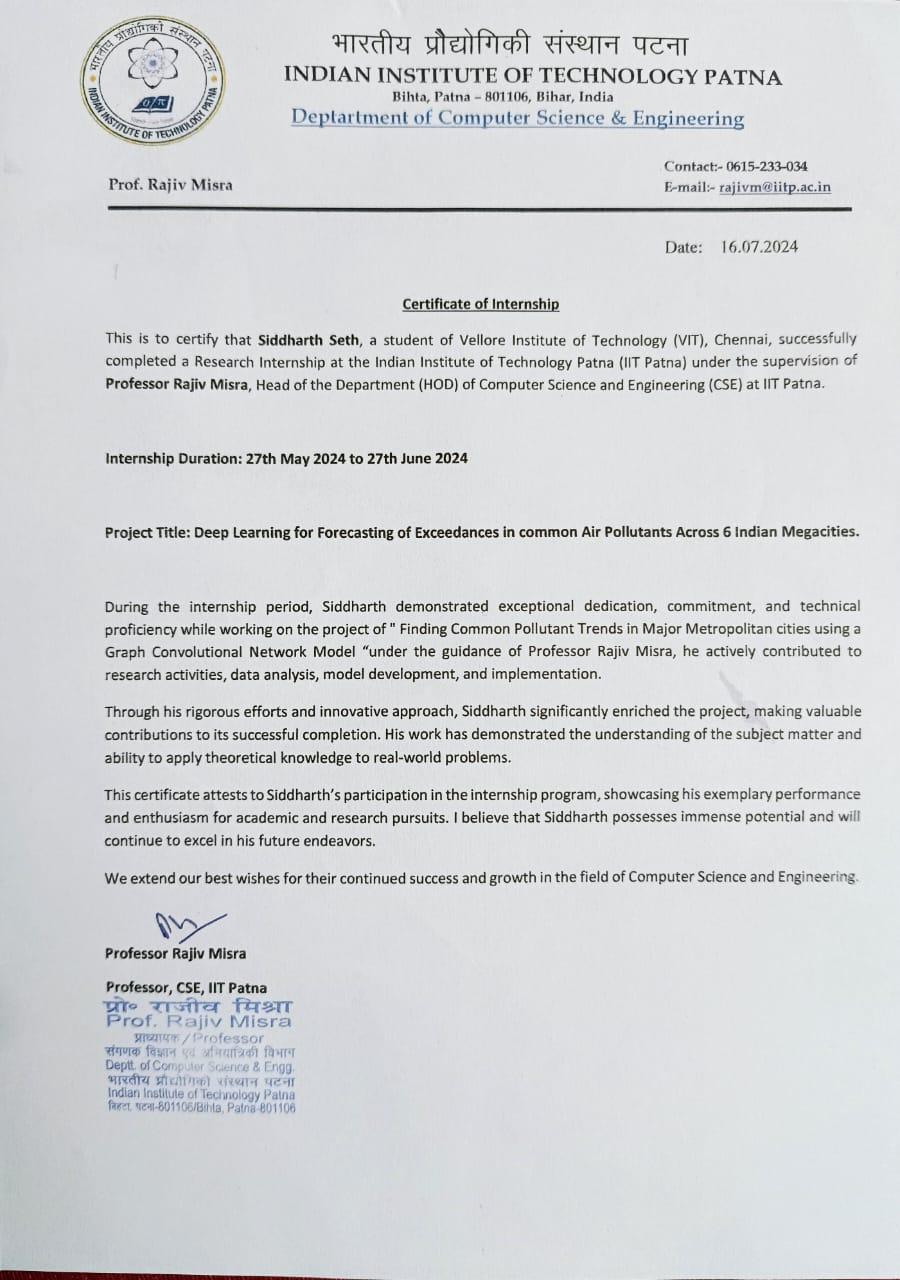 भारतीय प्रौद्योगिकी संस्थान पटना
INDIAN INSTITUTE OF TECHNOLOGY PATNA
भारतीय प्रौद्योगिकी संस्थान पटना
INDIAN INSTITUTE OF TECHNOLOGY PATNA
Bihta, Patna – 801106, Bihar, India
Deptartment of Computer Science & Engineering
Prof. Rajiv Misra
Contact:- 0615-233-034
E-mail:- rajivm@iitp.ac.in
Date: 16.07.2024
Certificate of Internship
This is to certify that Siddharth Seth, a student of Vellore Institute of Technology (VIT), Chennai, successfully
completed a Research Internship at the Indian Institute of Technology Patna (IIT Patna) under the supervision of
Professor Rajiv Misra, Head of the Department (HOD) of Computer Science and Engineering (CSE) at IIT Patna.
Internship Duration: 27th May 2024 to 27th June 2024
Project Title: Deep Learning for Forecasting of Exceedances in common Air Pollutants Across 6 Indian Megacities.
During the internship period, Siddharth demonstrated exceptional dedication, commitment, and technical
proficiency while working on the project of " Finding Common Pollutant Trends in Major Metropolitan cities using a
Graph Convolutional Network Model “under the guidance of Professor Rajiv Misra, he actively contributed to
research activities, data analysis, model development, and implementation.
Through his rigorous efforts and innovative approach, Siddharth significantly enriched the project, making valuable
contributions to its successful completion. His work has demonstrated the understanding of the subject matter and
ability to apply theoretical knowledge to real-world problems.
This certificate attests to Siddharth’s participation in the internship program, showcasing his exemplary performance
and enthusiasm for academic and research pursuits. I believe that Siddharth possesses immense potential and will
continue to excel in his future endeavors.
We extend our best wishes for their continued success and growth in the field of Computer Science and Engineering.
Professor Rajiv Misra
Professor, CSE, IIT Patna
प्रो॰ राजीव मिश्रा
Prof. Rajiv Misra
प्राध्यापक/Professor
संगणक विज्ञान एवं अभियांत्रिकी विभाग
Deptt. of Computer Science & Engg.
भारतीय प्रौद्योगिकी संस्थान पटना
Indian Institute of Technology Patna
बिहटा, पटना-801106/Bihta, Patna-801106